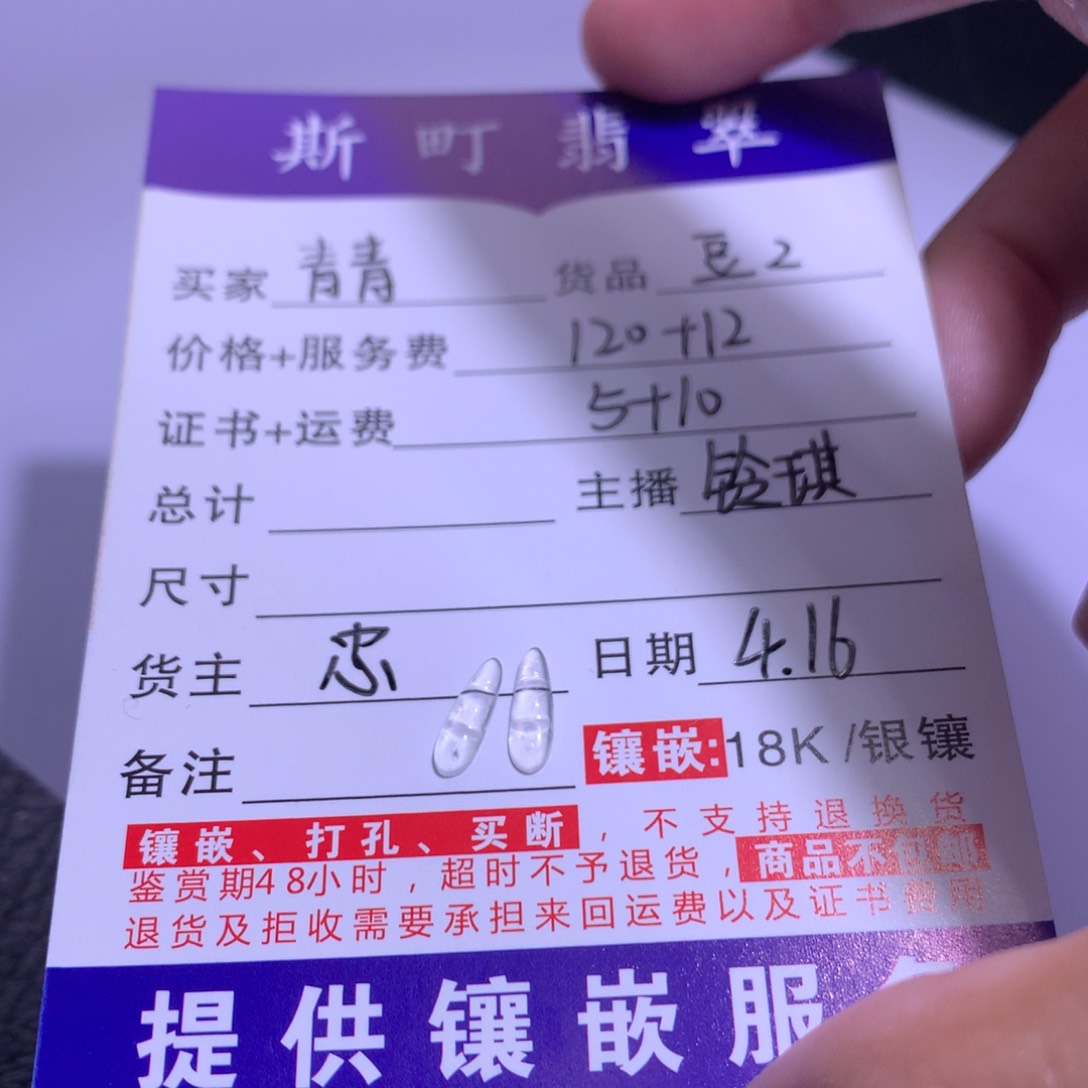 斯町翡翠
买家 青青 货品 豆2
价格+服务费 120+12
证书+运费 5+10
总计 主播 铃琪
尺寸
货主 忠 日期 4.16
备注 镶嵌:18K/银镶
镶嵌、打孔、买断，不支持退换货
鉴赏期48小时，超时不予退货，商品不包邮
退货及拒收需要承担来回运费以及证书费用
提供镶嵌服